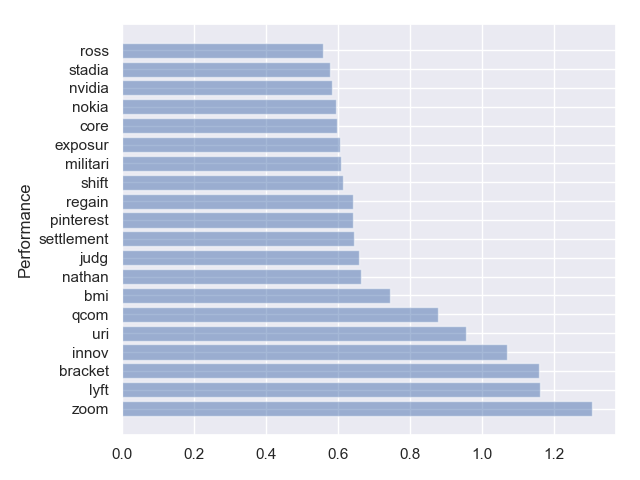 ross
stadia
nvidia
nokia
core
exposur
militari
shift
regain
pinterest
settlement
judg
nathan
bmi
qcom
uri
innov
bracket
lyft
zoom
Performance
0.0 0.2 0.4 0.6 0.8 1.0 1.2